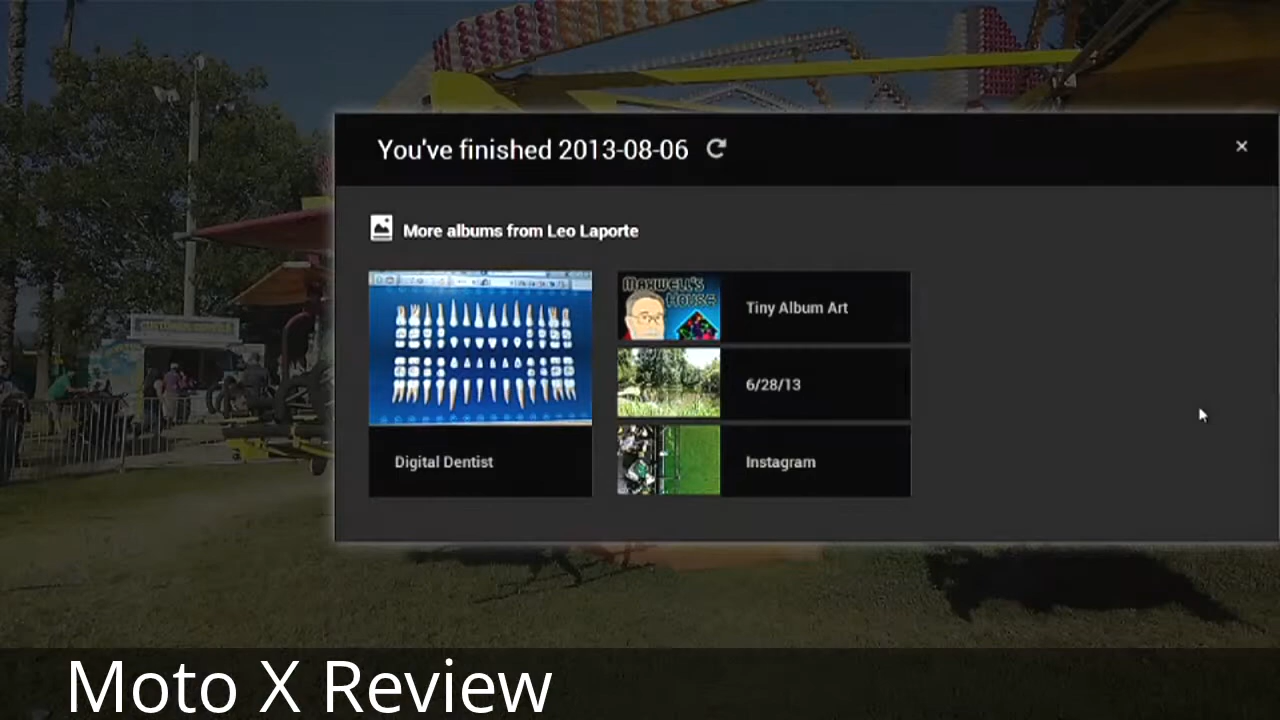 You've finished 2013-08-06
More albums from Leo Laporte
MAXWELL'S
HOUSE
Tiny Album Art
6/28/13
Digital Dentist
Instagram
Moto X Review